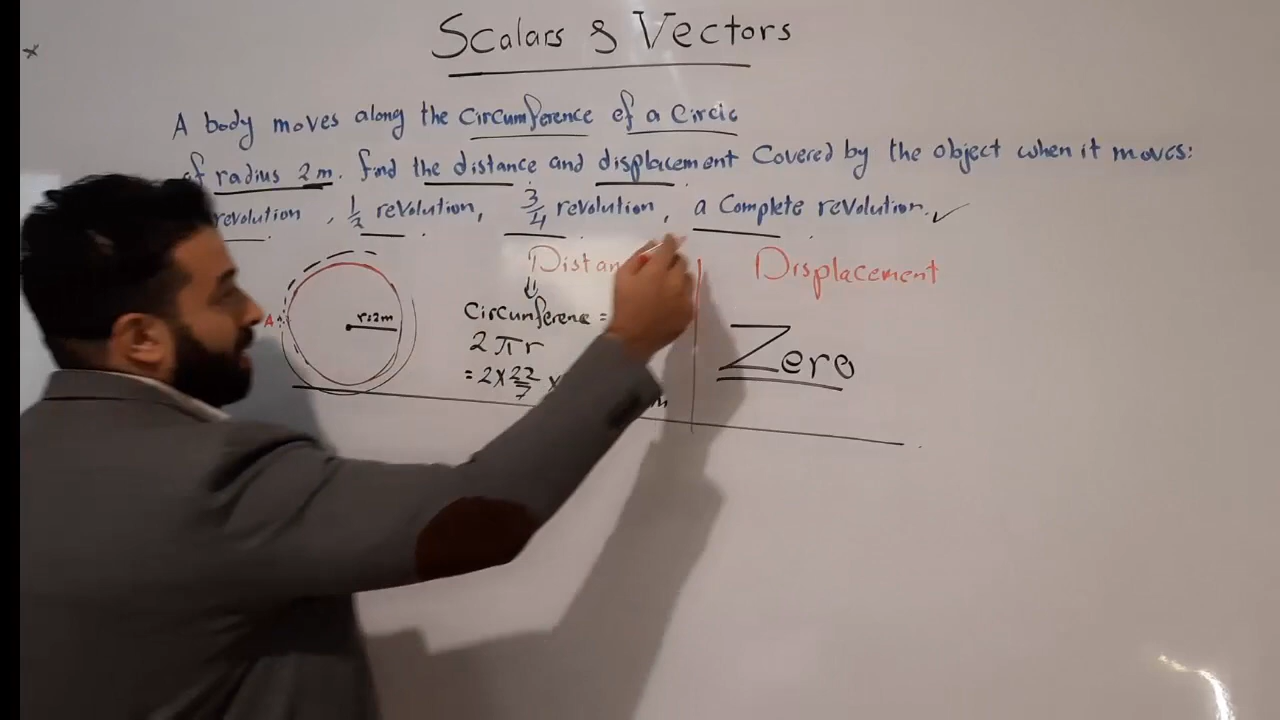 Scalars & Vectors
A body moves along the circumference of a Circle
of radius 2m. find the distance and displacement Covered by the object when it moves:
revolution, 1/2 revolution, 3/4 revolution, a Complete revolution. ✓
Distan
Displacement
A
r=2m
Circumference =
2πr
= 2 × 22/7 ×
m
Zero